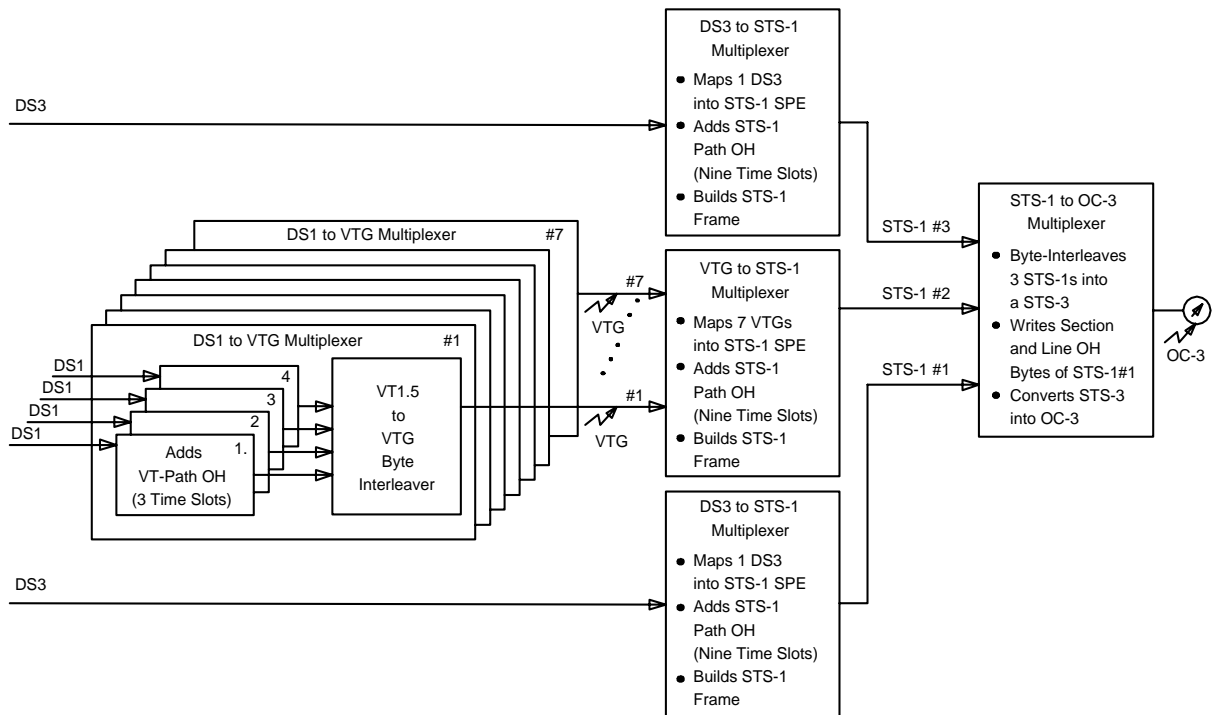 DS3 to STS-1
Multiplexer
• Maps 1 DS3
into STS-1 SPE
• Adds STS-1
Path OH
(Nine Time Slots)
• Builds STS-1
Frame
DS3
STS-1 #3
STS-1 to OC-3
Multiplexer
• Byte-Interleaves
3 STS-1s into
a STS-3
• Writes Section
and Line OH
Bytes of STS-1#1
• Converts STS-3
into OC-3
OC-3
DS1 to VTG Multiplexer #7
#7
VTG
VTG to STS-1
Multiplexer
• Maps 7 VTGs
into STS-1 SPE
• Adds STS-1
Path OH
(Nine Time Slots)
• Builds STS-1
Frame
STS-1 #2
DS1 to VTG Multiplexer #1
DS1
DS1
DS1
DS1
4
3
2
1.
Adds
VT-Path OH
(3 Time Slots)
VT1.5
to
VTG
Byte
Interleaver
#1
VTG
STS-1 #1
DS3 to STS-1
Multiplexer
• Maps 1 DS3
into STS-1 SPE
• Adds STS-1
Path OH
(Nine Time Slots)
• Builds STS-1
Frame
DS3